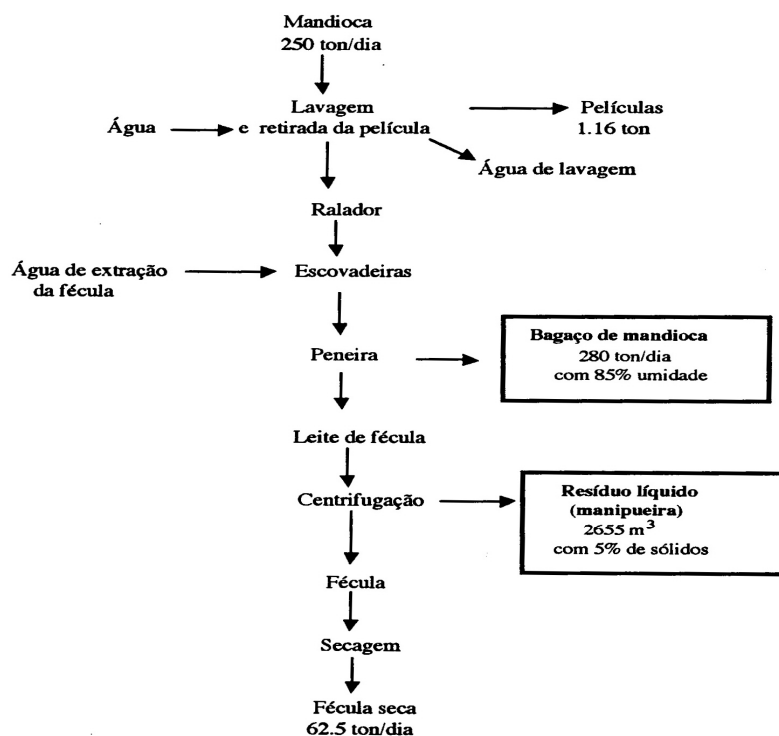 Mandioca
250 ton/dia
Lavagem
e retirada da película
Películas
1.16 ton
Água
Água de lavagem
Ralador
Água de extração
da fécula
Escovadeiras
Peneira
Bagaço de mandioca
280 ton/dia
com 85% umidade
Leite de fécula
Centrifugação
Resíduo líquido
(manipueira)
2655 m³
com 5% de sólidos
Fécula
Secagem
Fécula seca
62.5 ton/dia